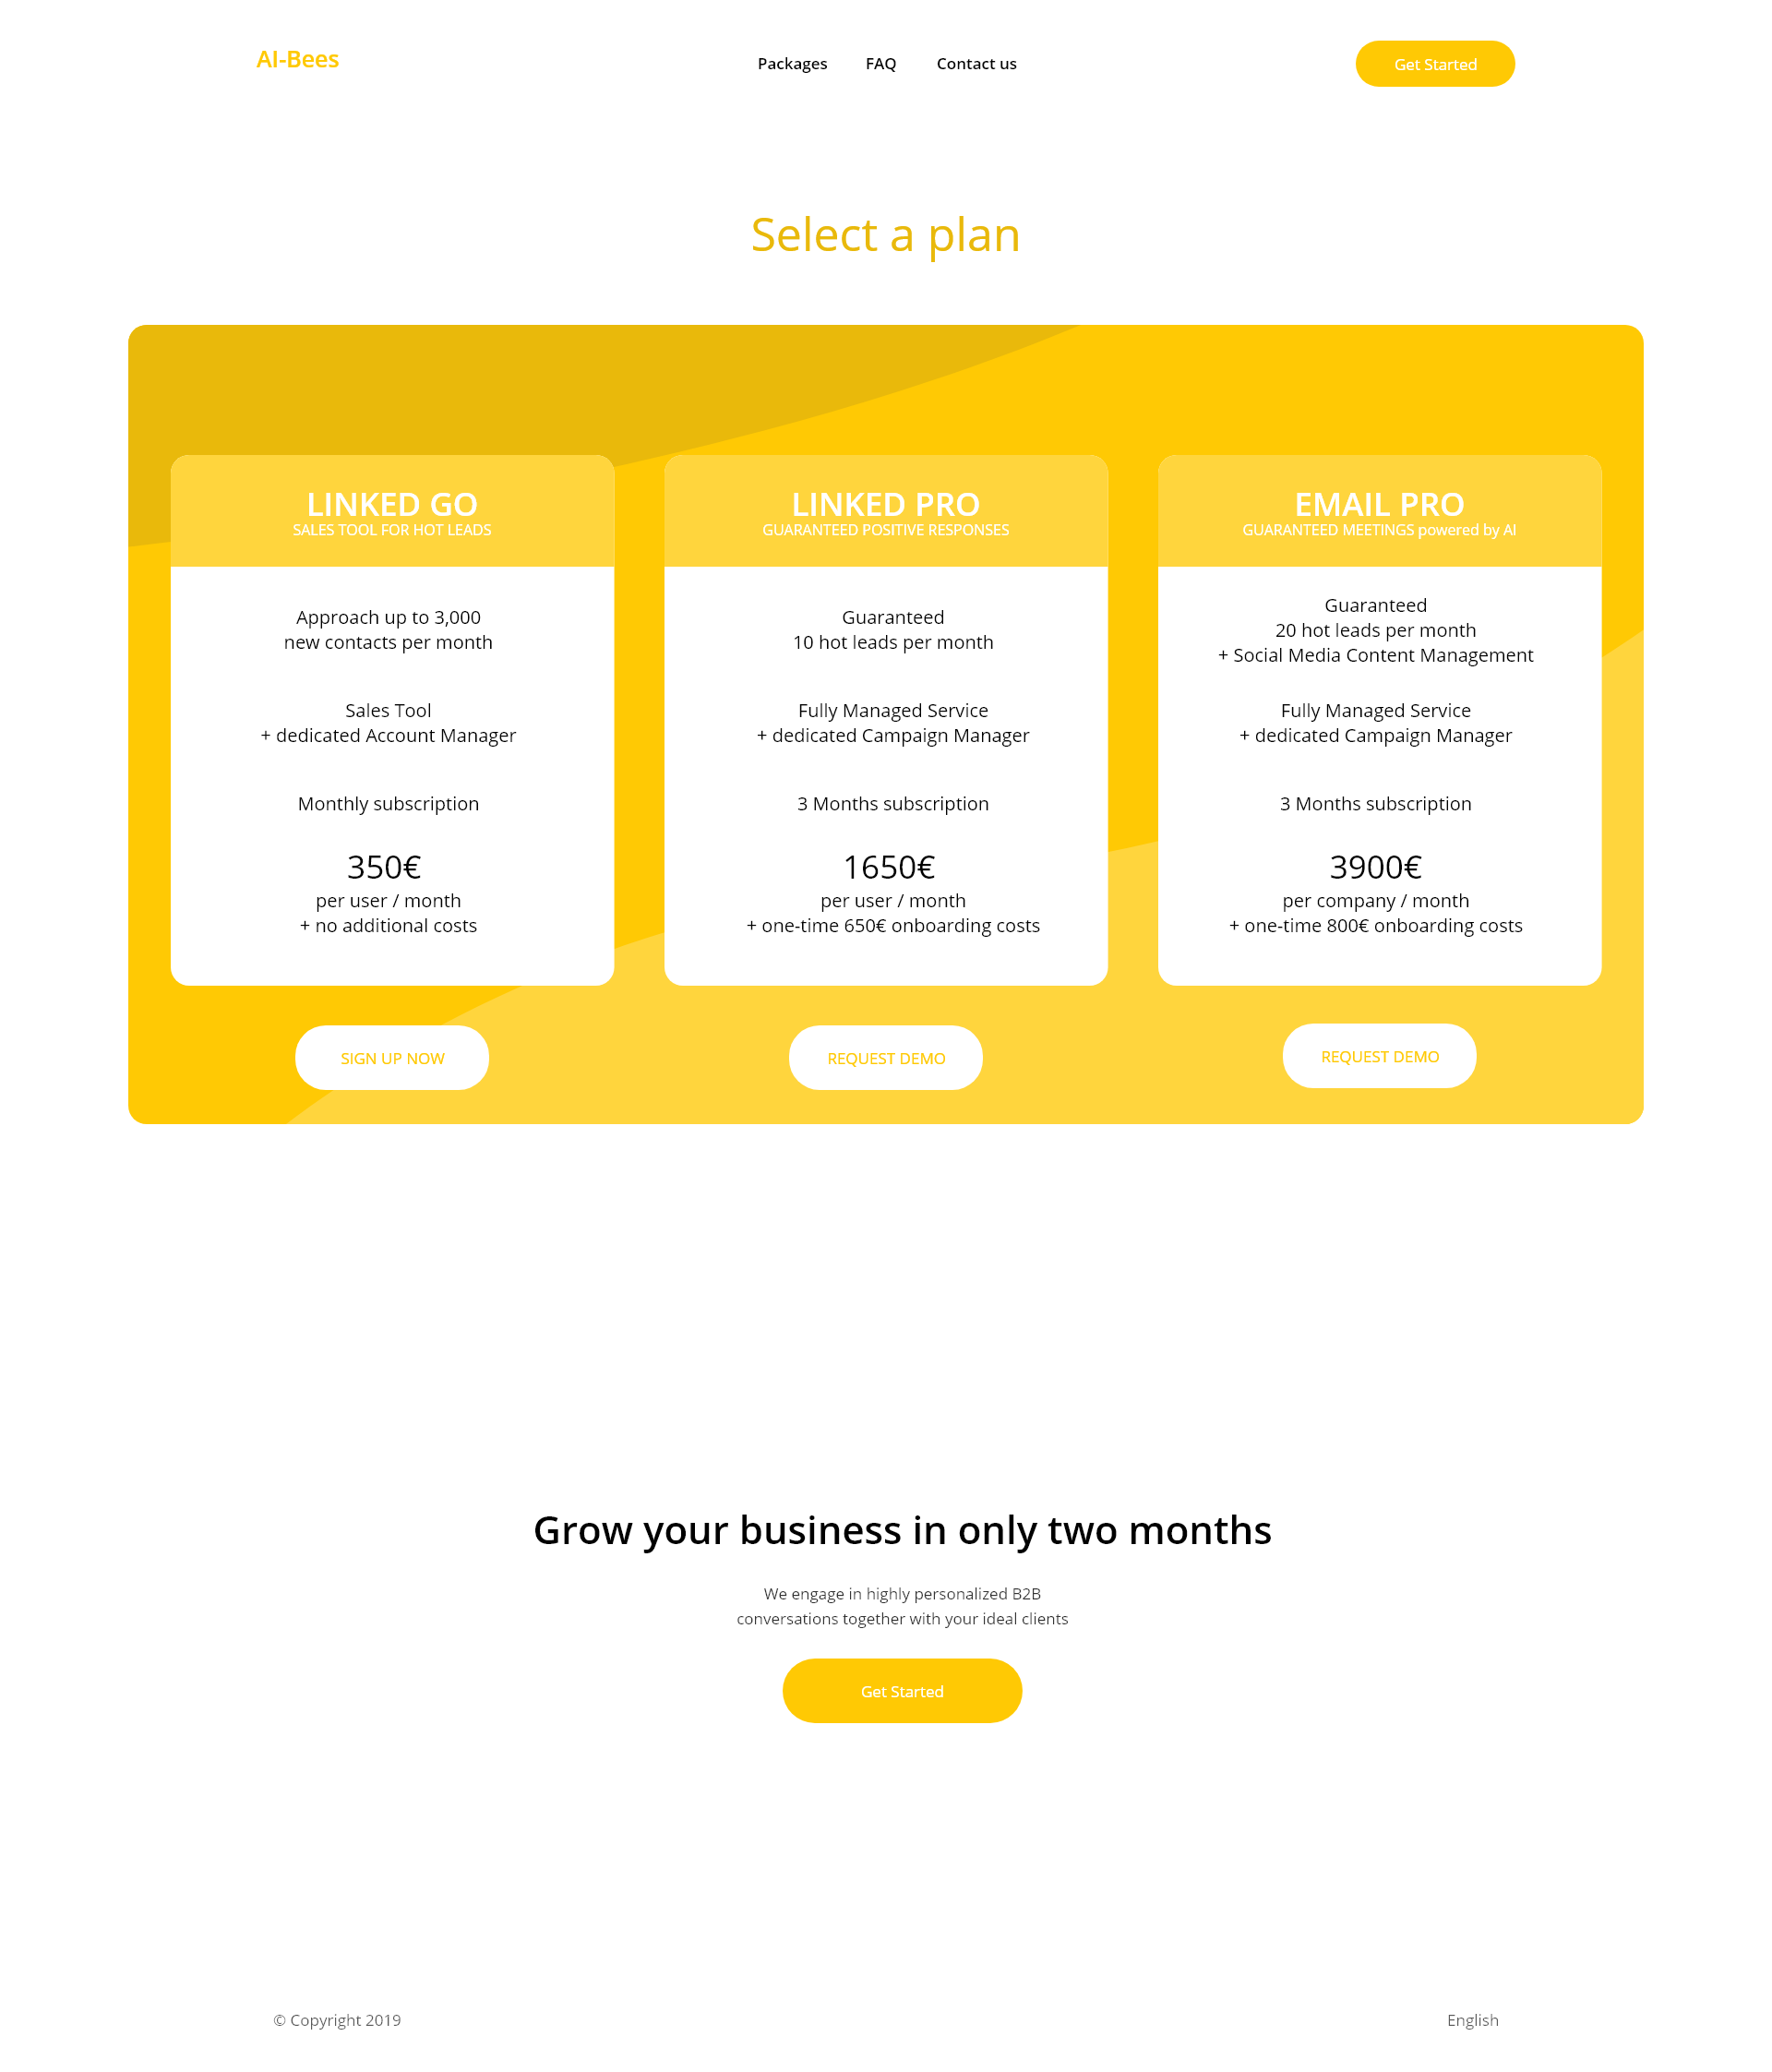 AI-Bees
Packages
FAQ
Contact us
Get Started
Select a plan
LINKED GO
SALES TOOL FOR HOT LEADS
Approach up to 3,000
new contacts per month
Sales Tool
+ dedicated Account Manager
Monthly subscription
350€
per user / month
+ no additional costs
SIGN UP NOW
LINKED PRO
GUARANTEED POSITIVE RESPONSES
Guaranteed
10 hot leads per month
Fully Managed Service
+ dedicated Campaign Manager
3 Months subscription
1650€
per user / month
+ one-time 650€ onboarding costs
REQUEST DEMO
EMAIL PRO
GUARANTEED MEETINGS powered by AI
Guaranteed
20 hot leads per month
+ Social Media Content Management
Fully Managed Service
+ dedicated Campaign Manager
3 Months subscription
3900€
per company / month
+ one-time 800€ onboarding costs
REQUEST DEMO
Grow your business in only two months
We engage in highly personalized B2B
conversations together with your ideal clients
Get Started
© Copyright 2019
English